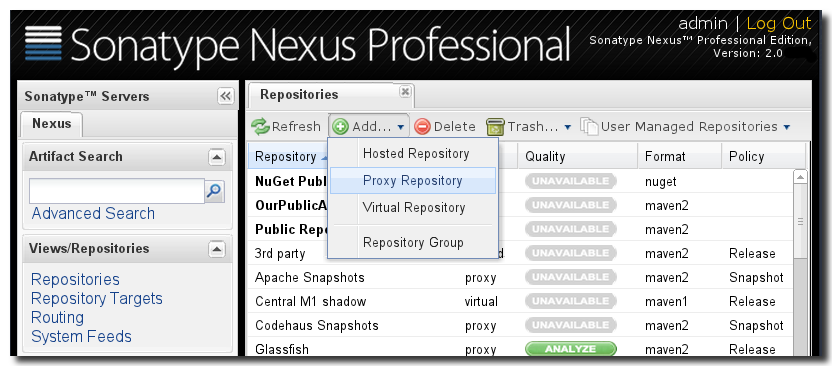 admin | Log Out
Sonatype Nexus Professional
Sonatype Nexus™ Professional Edition,
Version: 2.0
Sonatype™ Servers
Nexus
Artifact Search
Advanced Search
Views/Repositories
Repositories
Repository Targets
Routing
System Feeds
Repositories
Refresh Add... Delete Trash... User Managed Repositories
Hosted Repository
Proxy Repository
Virtual Repository
Repository Group
Repository Quality Format Policy
NuGet Publ UNAVAILABLE nuget
OurPublicA UNAVAILABLE maven2
Public Repo UNAVAILABLE maven2
3rd party d UNAVAILABLE maven2 Release
Apache Snapshots proxy UNAVAILABLE maven2 Snapshot
Central M1 shadow virtual UNAVAILABLE maven1 Release
Codehaus Snapshots proxy UNAVAILABLE maven2 Snapshot
Glassfish proxy ANALYZE maven2 Release